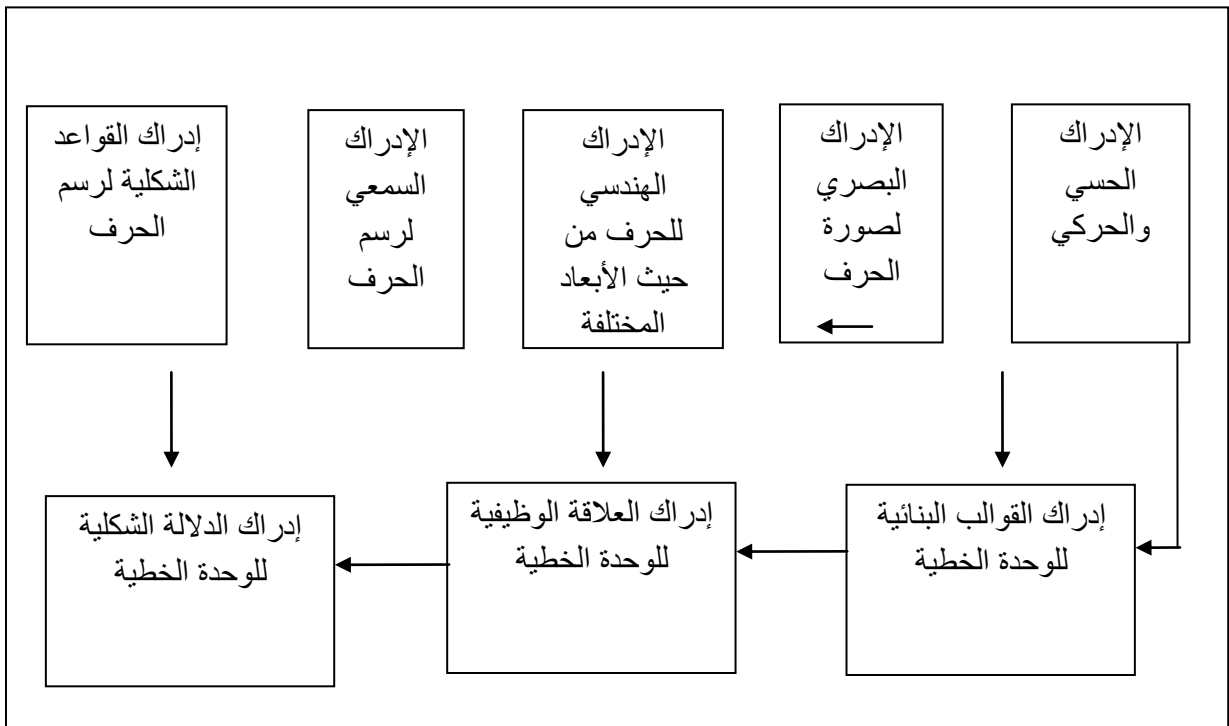 الإدراك
الحسي
والحركي
الإدراك
البصري
لصورة
الحرف
الإدراك
الهندسي
للحرف من
حيث الأبعاد
المختلفة
الإدراك
السمعي
لرسم
الحرف
إدراك القواعد
الشكلية لرسم
الحرف
إدراك القوالب البنائية
للوحدة الخطية
إدراك العلاقة الوظيفية
للوحدة الخطية
إدراك الدلالة الشكلية
للوحدة الخطية